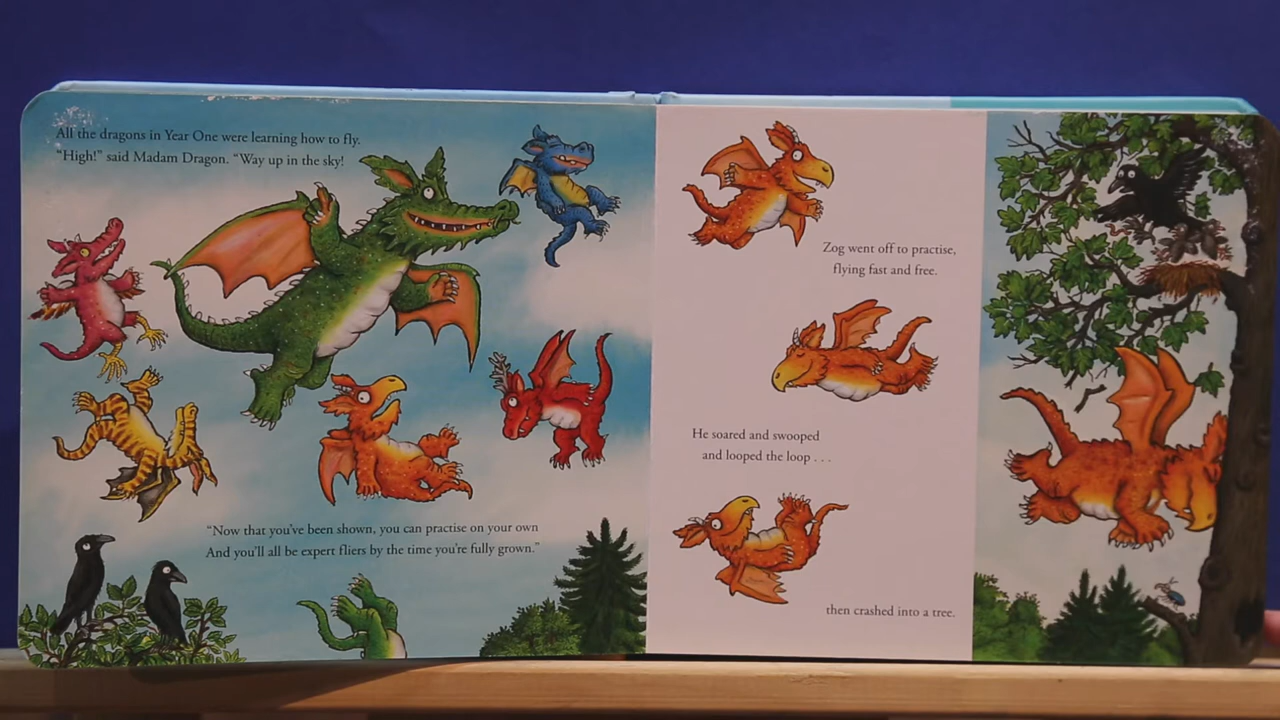 All the dragons in Year One were learning how to fly.
“High!” said Madam Dragon. “Way up in the sky!
“Now that you’ve been shown, you can practise on your own
And you’ll all be expert fliers by the time you’re fully grown.”
Zog went off to practise,
flying fast and free.
He soared and swooped
and looped the loop . . .
then crashed into a tree.